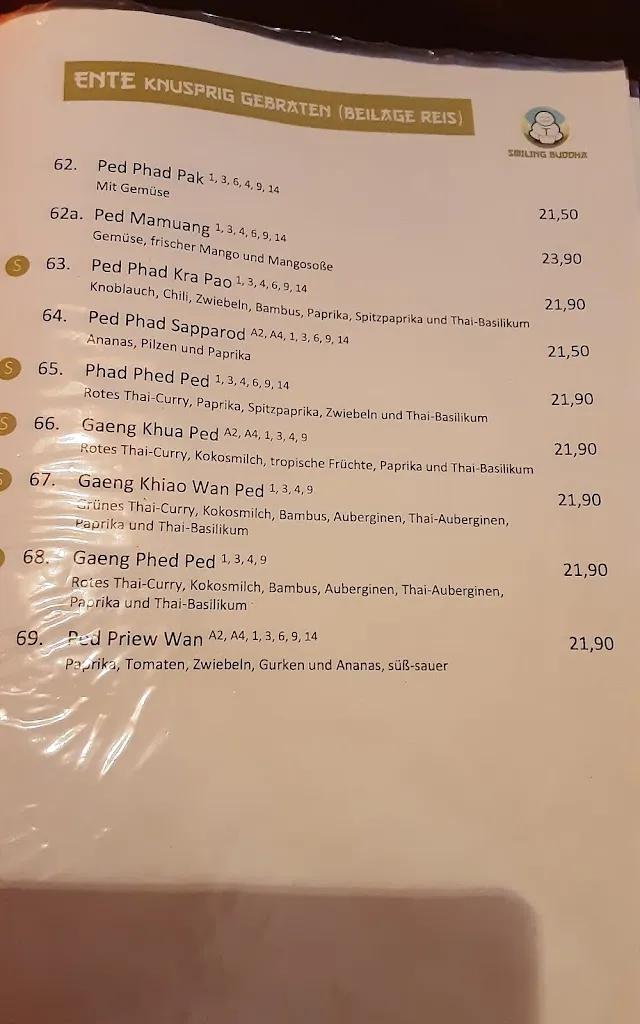 ENTE KNUSPRIG GEBRATEN (BEILAGE REIS)
SMILING BUDDHA
62. Ped Phad Pak 1, 3, 6, 4, 9, 14 21,50
Mit Gemüse
62a. Ped Mamuang 1, 3, 4, 6, 9, 14 23,90
Gemüse, frischer Mango und Mangosoße
S 63. Ped Phad Kra Pao 1, 3, 4, 6, 9, 14 21,90
Knoblauch, Chili, Zwiebeln, Bambus, Paprika, Spitzpaprika und Thai-Basilikum
64. Ped Phad Sapparod A2, A4, 1, 3, 6, 9, 14 21,50
Ananas, Pilzen und Paprika
S 65. Phad Phed Ped 1, 3, 4, 6, 9, 14 21,90
Rotes Thai-Curry, Paprika, Spitzpaprika, Zwiebeln und Thai-Basilikum
S 66. Gaeng Khua Ped A2, A4, 1, 3, 4, 9 21,90
Rotes Thai-Curry, Kokosmilch, tropische Früchte, Paprika und Thai-Basilikum
S 67. Gaeng Khiao Wan Ped 1, 3, 4, 9 21,90
Grünes Thai-Curry, Kokosmilch, Bambus, Auberginen, Thai-Auberginen,
Paprika und Thai-Basilikum
68. Gaeng Phed Ped 1, 3, 4, 9 21,90
Rotes Thai-Curry, Kokosmilch, Bambus, Auberginen, Thai-Auberginen,
Paprika und Thai-Basilikum
69. Ped Priew Wan A2, A4, 1, 3, 6, 9, 14 21,90
Paprika, Tomaten, Zwiebeln, Gurken und Ananas, süß-sauer